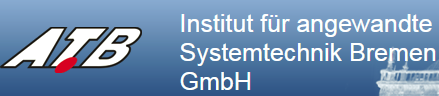 ATB
Institut für angewandte
Systemtechnik Bremen
GmbH